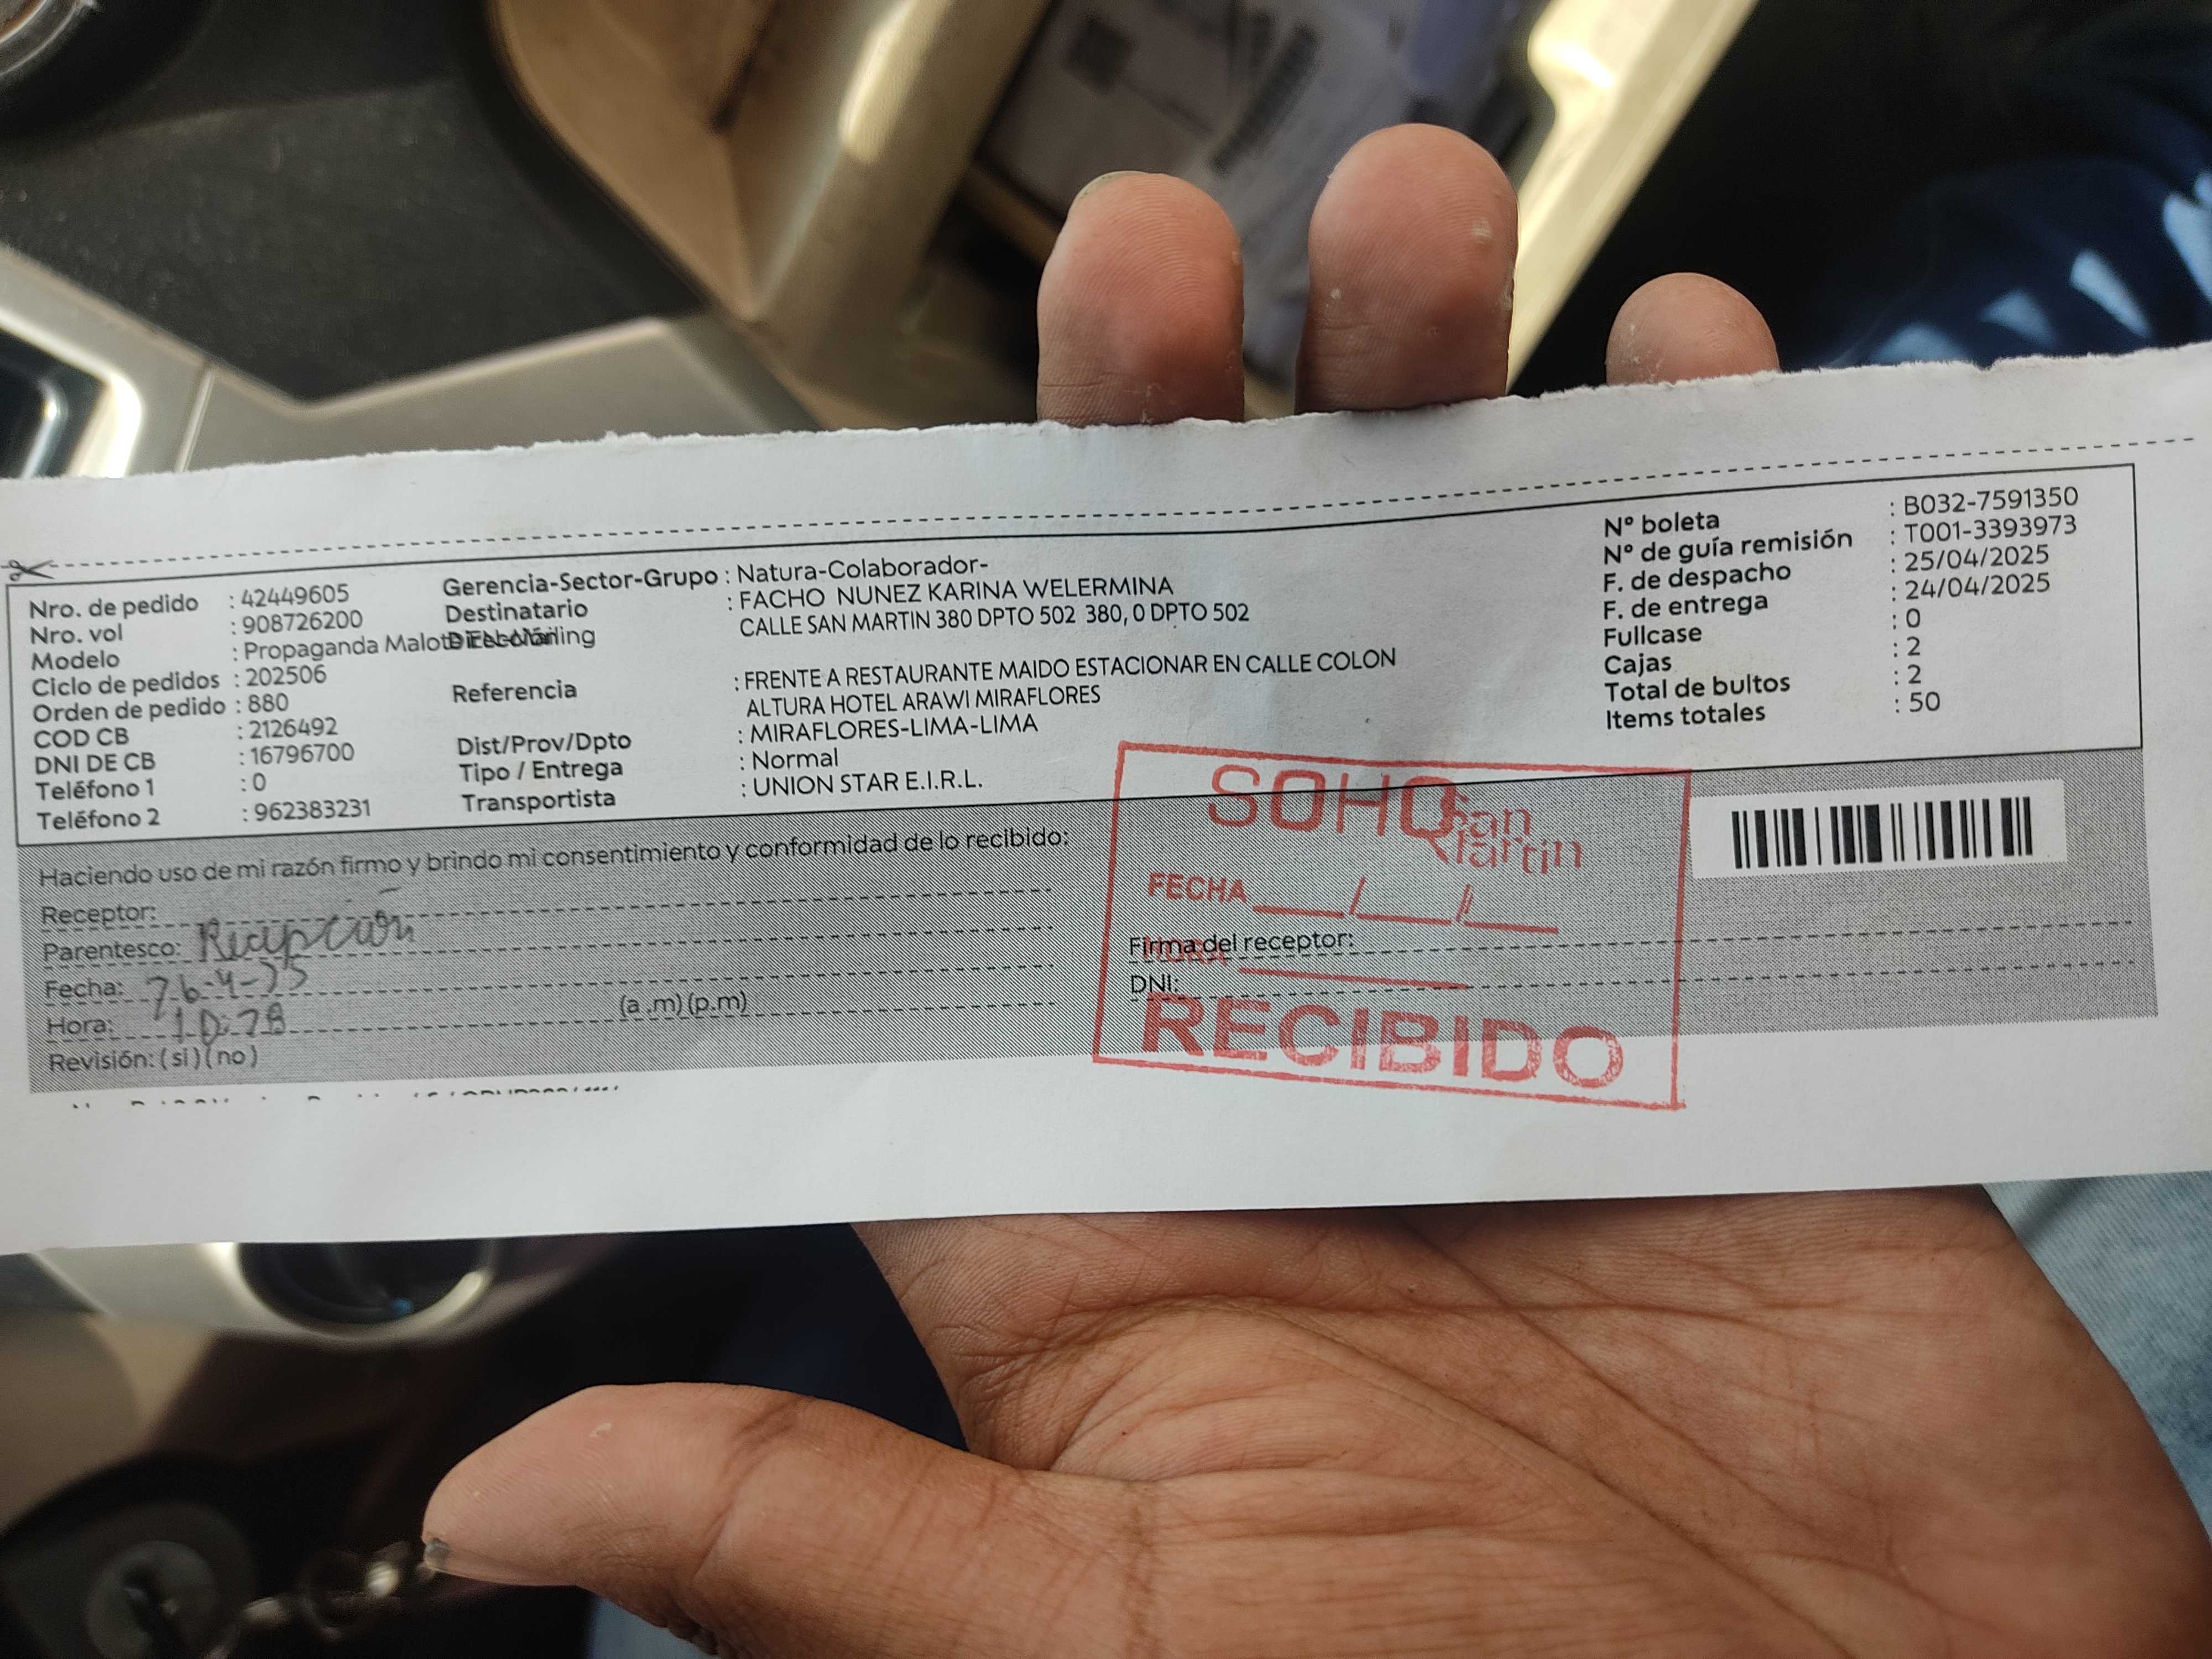 Nro. de pedido : 42449605
Nro. vol : 908726200
Modelo : Propaganda
Ciclo de pedidos : 202506
Orden de pedido : 880
COD CB : 2126492
DNI DE CB : 16796700
Teléfono 1 : 0
Teléfono 2 : 962383231
Gerencia-Sector-Grupo : Natura-Colaborador-
Destinatario : FACHO NUNEZ KARINA WELERMINA
Dirección CALLE SAN MARTIN 380 DPTO 502 380, 0 DPTO 502
Referencia : FRENTE A RESTAURANTE MAIDO ESTACIONAR EN CALLE COLON
ALTURA HOTEL ARAWI MIRAFLORES
Dist/Prov/Dpto : MIRAFLORES-LIMA-LIMA
Tipo / Entrega : Normal
Transportista : UNION STAR E.I.R.L.
N° boleta : B032-7591350
N° de guía remisión : T001-3393973
F. de despacho : 25/04/2025
F. de entrega : 24/04/2025
Fullcase : 0
Cajas : 2
Total de bultos : 2
Items totales : 50
Haciendo uso de mi razón firmo y brindo mi consentimiento y conformidad de lo recibido:
Receptor:
Parentesco: Recepción
Fecha: 26-4-25
Hora: 10:28 (a.m) (p.m)
Revisión: (si) (no)
Firma del receptor:
DNI:
SOHO San Martin
FECHA __/__/__
HORA
RECIBIDO